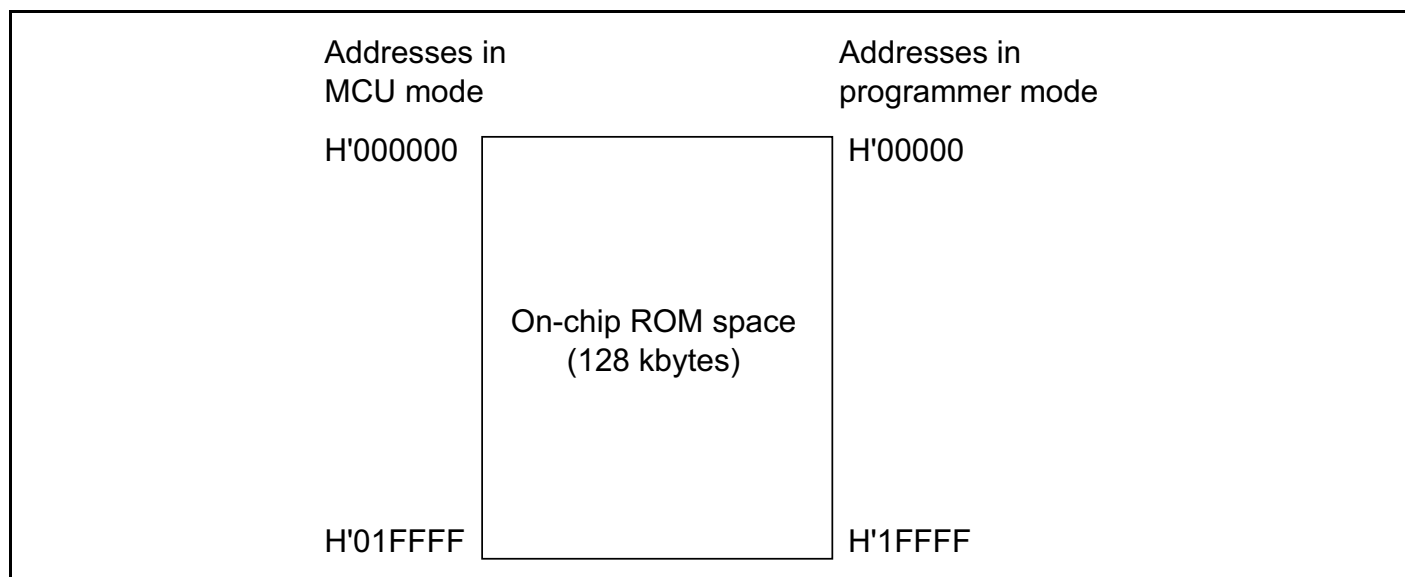 Addresses in
MCU mode
Addresses in
programmer mode
H'000000
H'00000
On-chip ROM space
(128 kbytes)
H'01FFFF
H'1FFFF